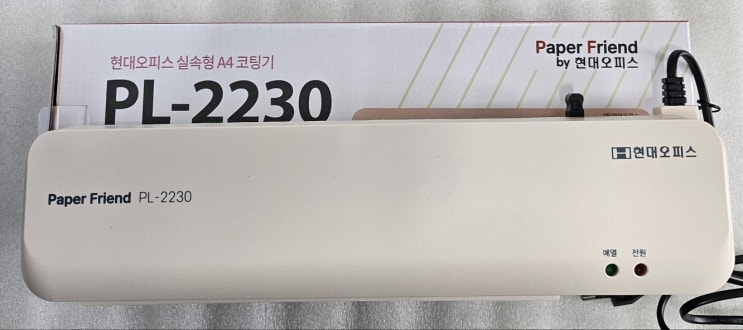 현대오피스 실속형 A4 코팅기
PL-2230
Paper Friend
by 현대오피스
현대오피스
Paper Friend PL-2230
예열 전원